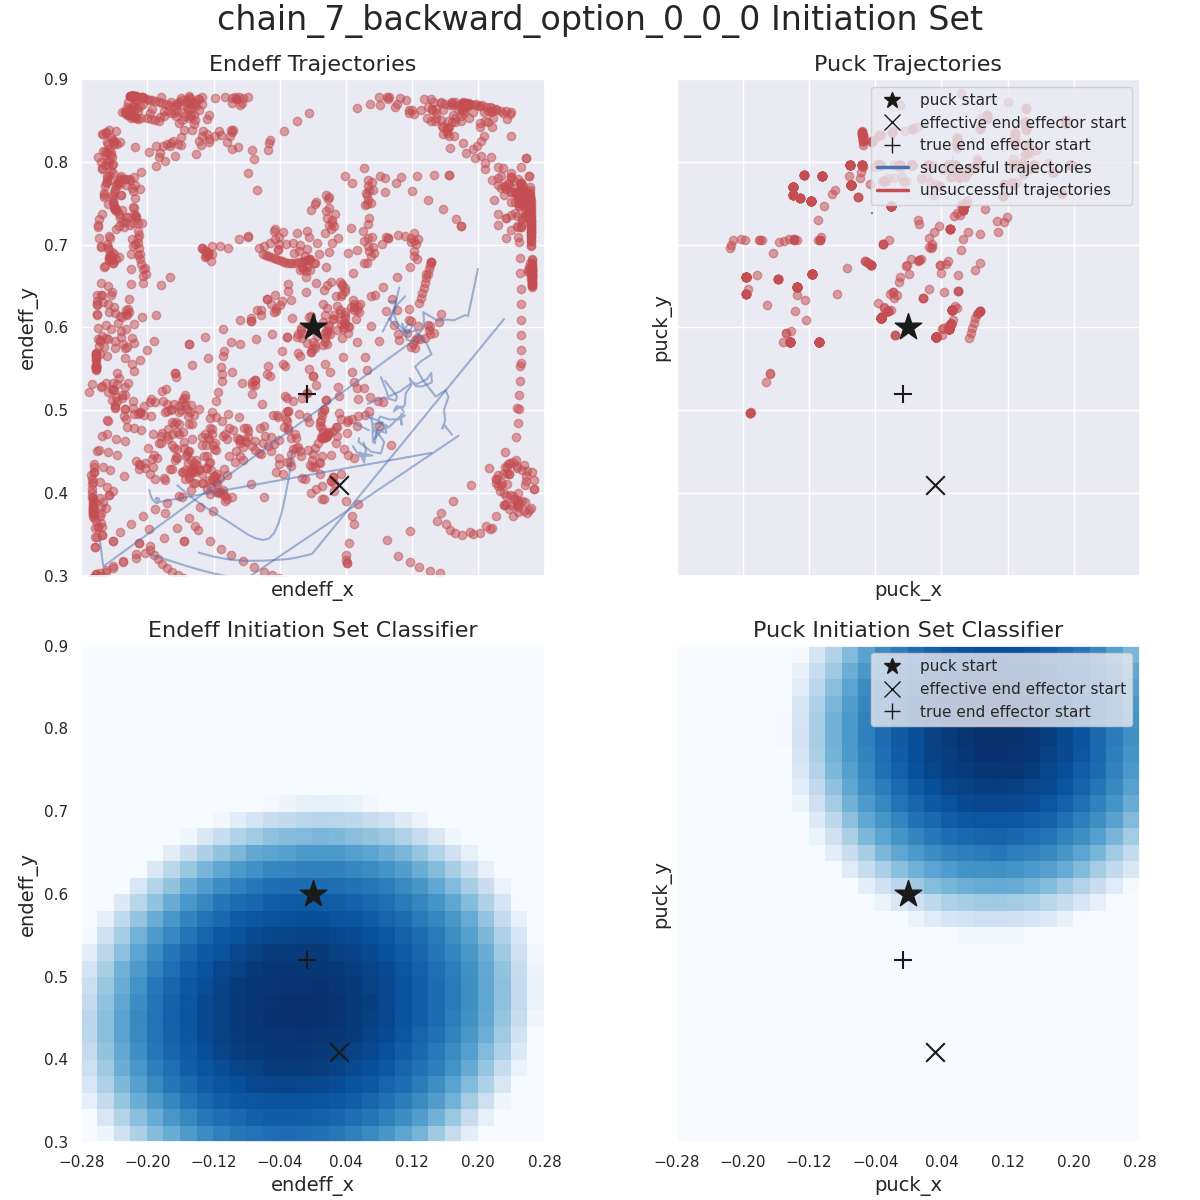 chain_7_backward_option_0_0_0 Initiation Set
Endeff Trajectories
0.9
0.8
0.7
0.6
0.5
0.4
0.3
endeff_y
endeff_x
Puck Trajectories
puck start
effective end effector start
true end effector start
successful trajectories
unsuccessful trajectories
puck_y
puck_x
Endeff Initiation Set Classifier
0.9
0.8
0.7
0.6
0.5
0.4
0.3
endeff_y
−0.28 −0.20 −0.12 −0.04 0.04 0.12 0.20 0.28
endeff_x
Puck Initiation Set Classifier
puck start
effective end effector start
true end effector start
puck_y
−0.28 −0.20 −0.12 −0.04 0.04 0.12 0.20 0.28
puck_x